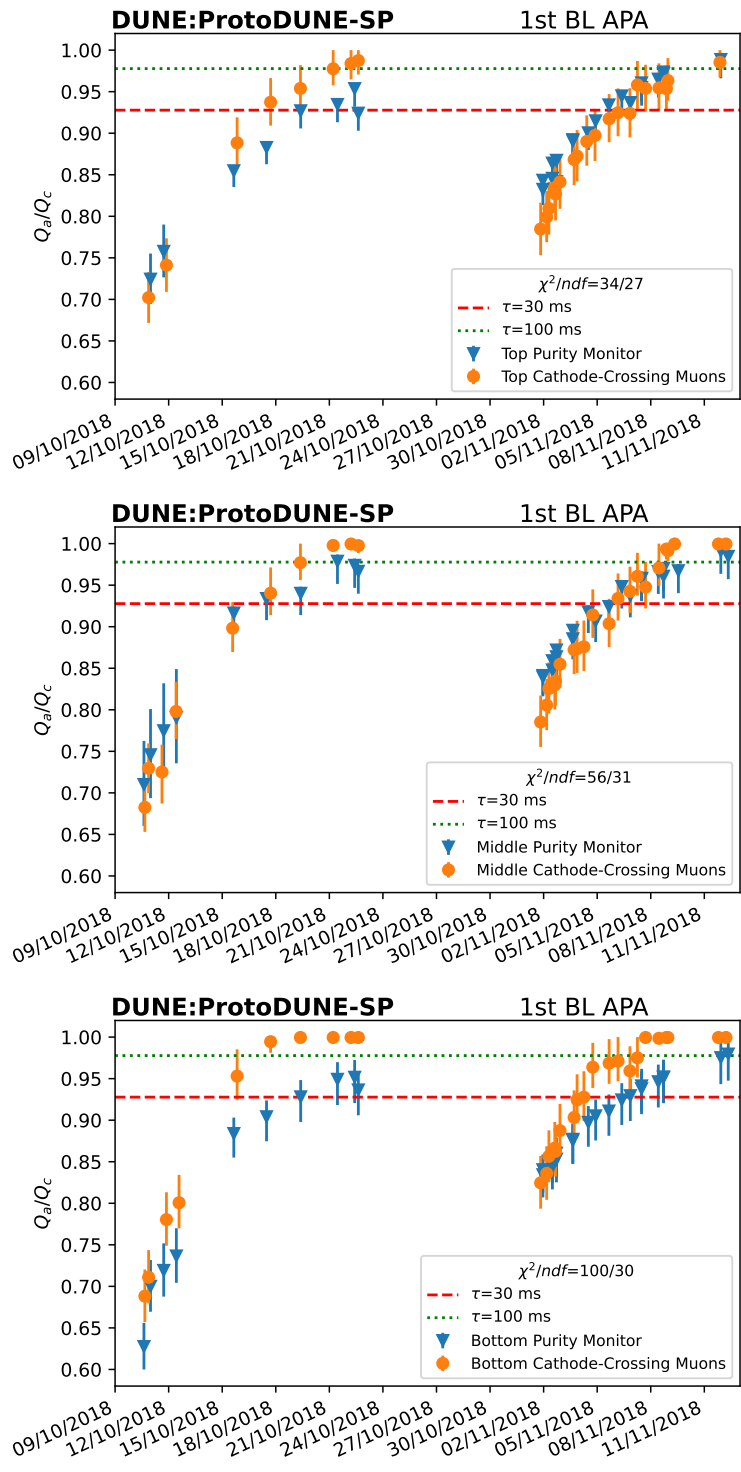 DUNE:ProtoDUNE-SP 1st BL APA
1.00
0.95
0.90
0.85
0.80
0.75
0.70
0.65
0.60
Qa/Qc
χ²/ndf=34/27
τ=30 ms
τ=100 ms
Top Purity Monitor
Top Cathode-Crossing Muons
09/10/2018 12/10/2018 15/10/2018 18/10/2018 21/10/2018 24/10/2018 27/10/2018 30/10/2018 02/11/2018 05/11/2018 08/11/2018 11/11/2018
DUNE:ProtoDUNE-SP 1st BL APA
1.00
0.95
0.90
0.85
0.80
0.75
0.70
0.65
0.60
Qa/Qc
χ²/ndf=56/31
τ=30 ms
τ=100 ms
Middle Purity Monitor
Middle Cathode-Crossing Muons
09/10/2018 12/10/2018 15/10/2018 18/10/2018 21/10/2018 24/10/2018 27/10/2018 30/10/2018 02/11/2018 05/11/2018 08/11/2018 11/11/2018
DUNE:ProtoDUNE-SP 1st BL APA
1.00
0.95
0.90
0.85
0.80
0.75
0.70
0.65
0.60
Qa/Qc
χ²/ndf=100/30
τ=30 ms
τ=100 ms
Bottom Purity Monitor
Bottom Cathode-Crossing Muons
09/10/2018 12/10/2018 15/10/2018 18/10/2018 21/10/2018 24/10/2018 27/10/2018 30/10/2018 02/11/2018 05/11/2018 08/11/2018 11/11/2018